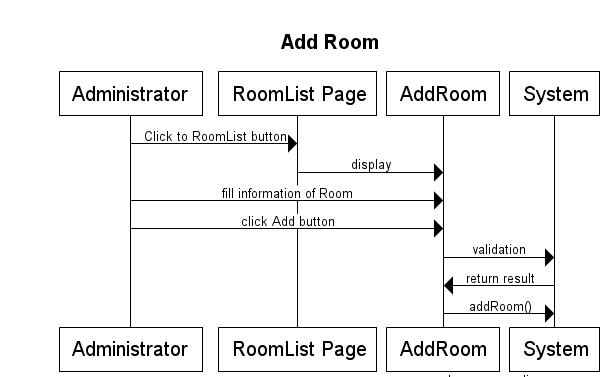 Add Room
Administrator
RoomList Page
AddRoom
System
Click to RoomList button
display
fill information of Room
click Add button
validation
return result
addRoom()
Administrator
RoomList Page
AddRoom
System